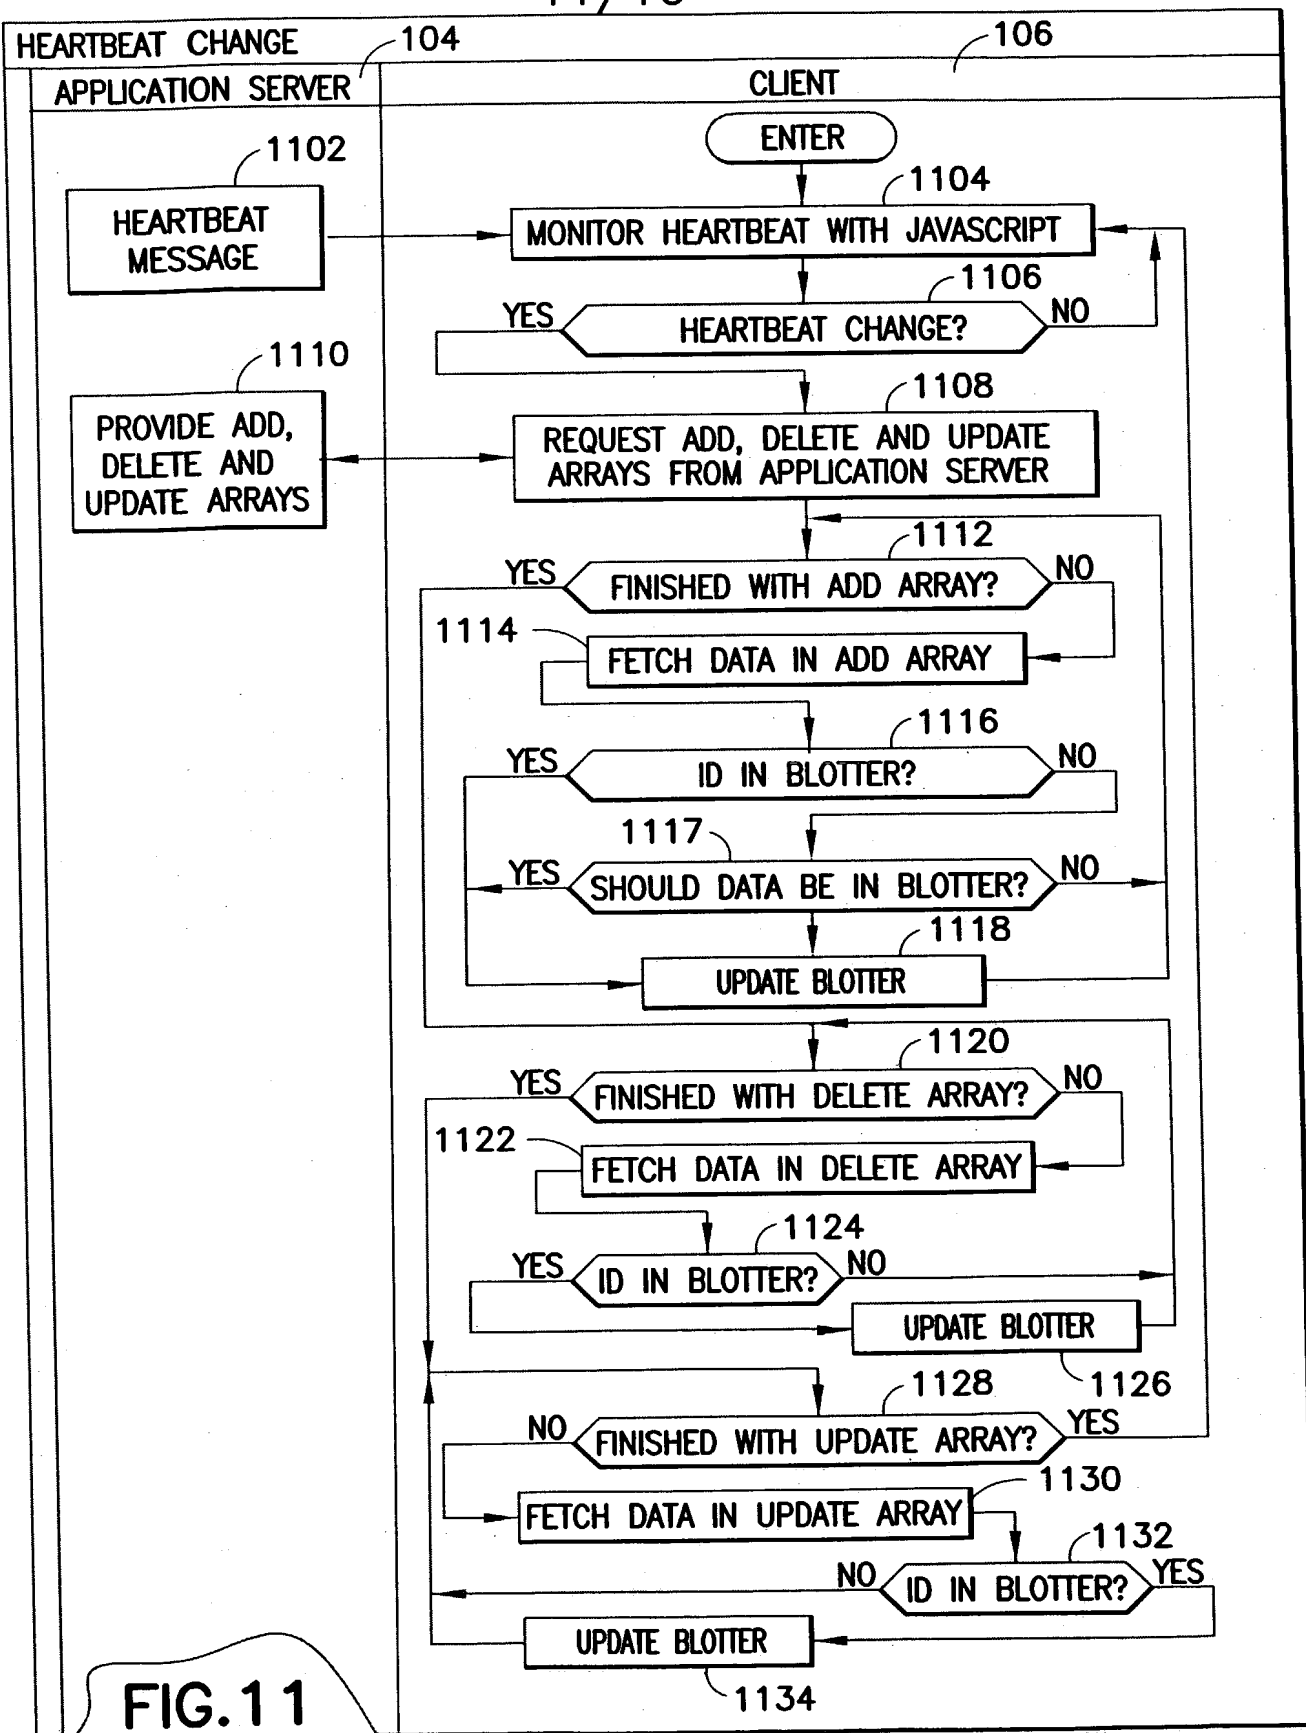 HEARTBEAT CHANGE
104
106
APPLICATION SERVER
CLIENT
ENTER
1102
HEARTBEAT
MESSAGE
1104
MONITOR HEARTBEAT WITH JAVASCRIPT
1106
YES
HEARTBEAT CHANGE?
NO
1110
PROVIDE ADD,
DELETE AND
UPDATE ARRAYS
1108
REQUEST ADD, DELETE AND UPDATE
ARRAYS FROM APPLICATION SERVER
1112
YES
FINISHED WITH ADD ARRAY?
NO
1114
FETCH DATA IN ADD ARRAY
1116
YES
ID IN BLOTTER?
NO
1117
YES
SHOULD DATA BE IN BLOTTER?
NO
1118
UPDATE BLOTTER
1120
YES
FINISHED WITH DELETE ARRAY?
NO
1122
FETCH DATA IN DELETE ARRAY
1124
YES
ID IN BLOTTER?
NO
UPDATE BLOTTER
1126
1128
NO
FINISHED WITH UPDATE ARRAY?
YES
1130
FETCH DATA IN UPDATE ARRAY
1132
NO
ID IN BLOTTER?
YES
UPDATE BLOTTER
1134
FIG.11